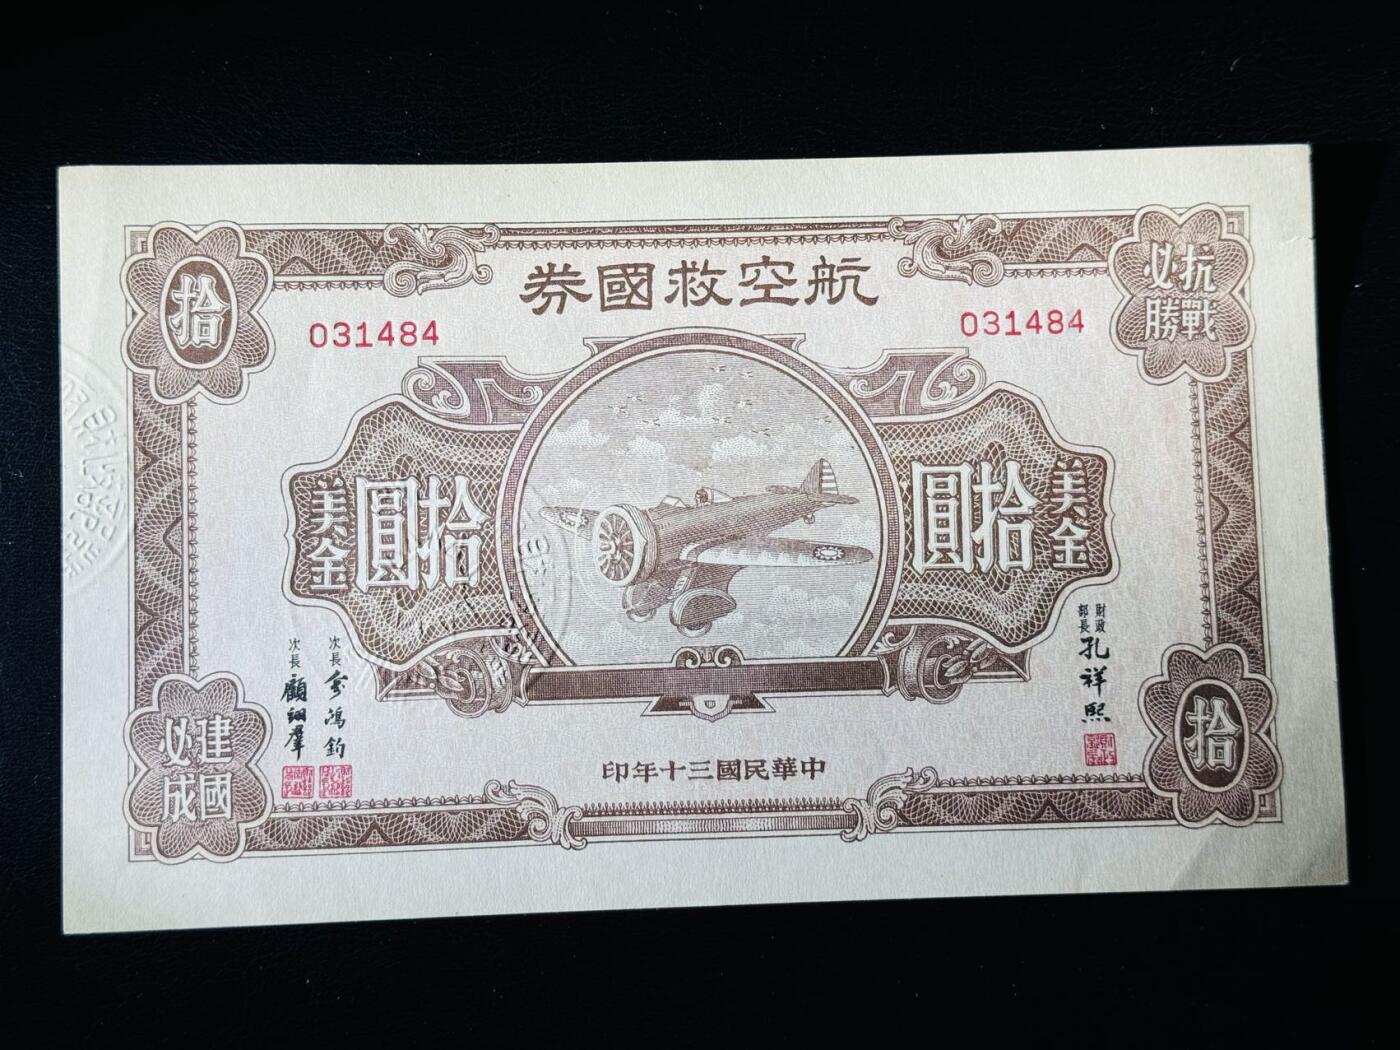 航空救國券
031484
031484
拾
抗戰
必勝
美金
拾圓
美金
拾圓
財政部長
孔祥熙
次長
俞鴻鈞
次長
顧翊羣
中華民國三十年印
建國
必成
拾